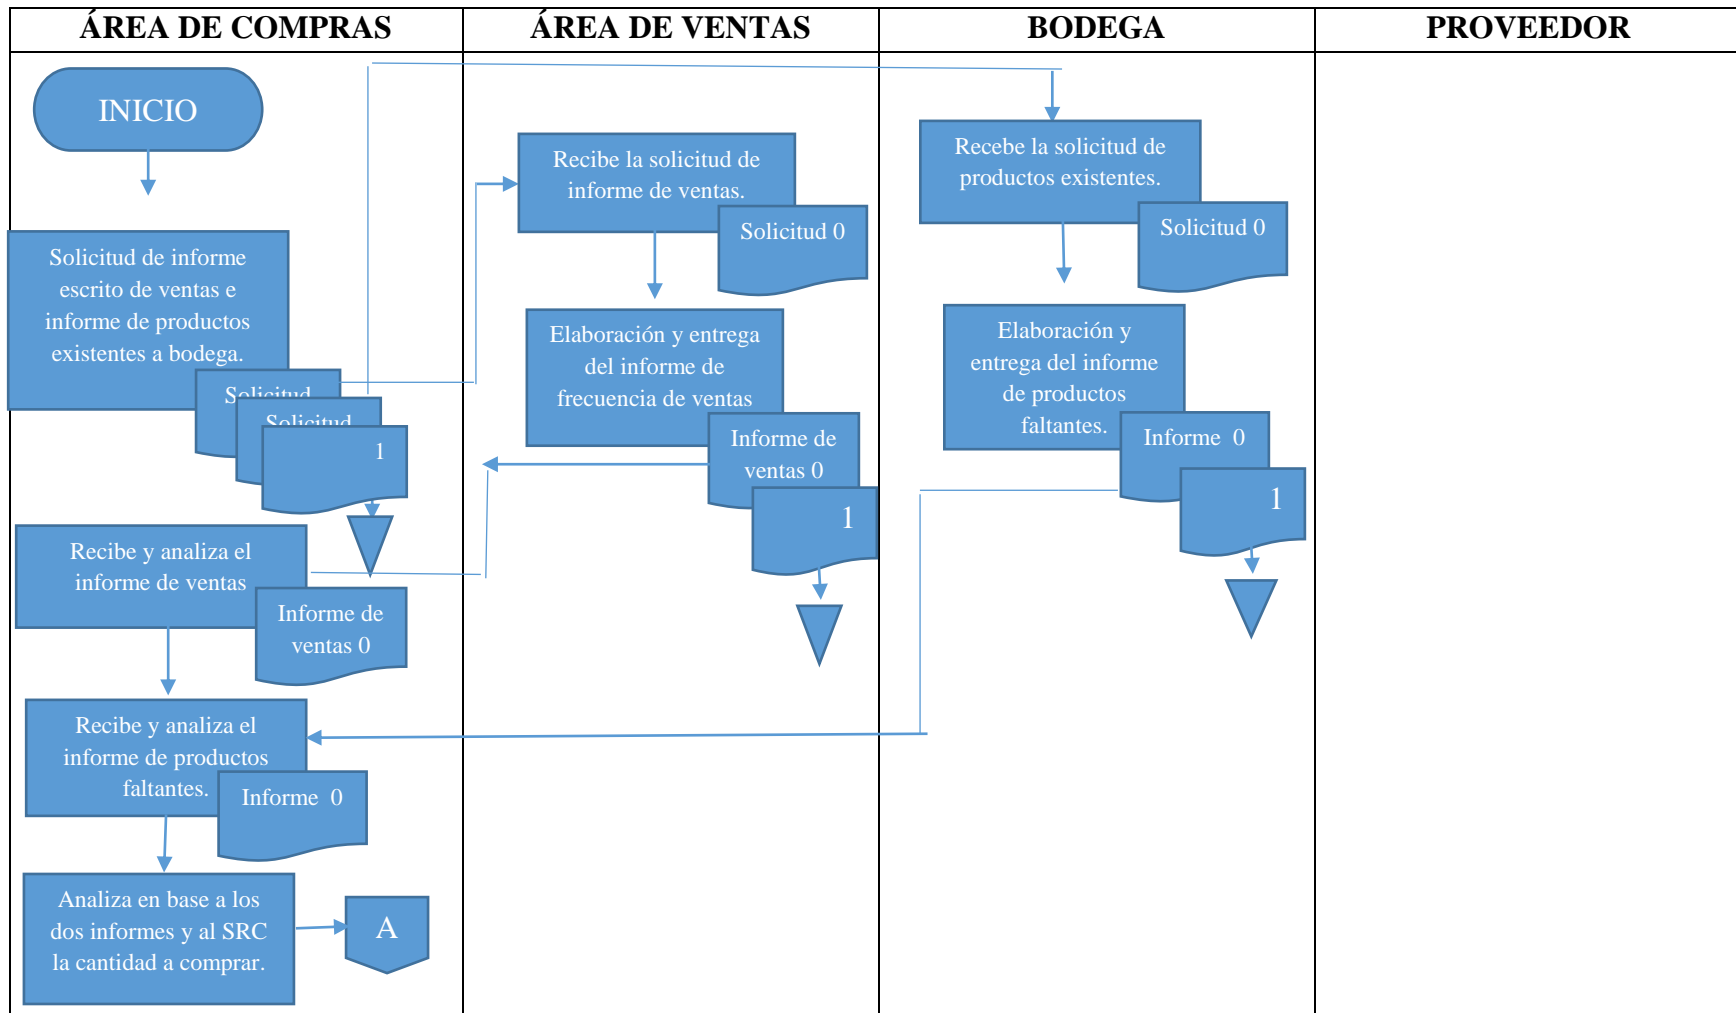 ÁREA DE COMPRAS
ÁREA DE VENTAS
BODEGA
PROVEEDOR
INICIO
Solicitud de informe
escrito de ventas e
informe de productos
existentes a bodega.
Solicitud
Solicitud
1
Recibe y analiza el
informe de ventas
Informe de
ventas 0
Recibe y analiza el
informe de productos
faltantes.
Informe 0
Analiza en base a los
dos informes y al SRC
la cantidad a comprar.
A
Recibe la solicitud de
informe de ventas.
Solicitud 0
Elaboración y entrega
del informe de
frecuencia de ventas
Informe de
ventas 0
1
Recebe la solicitud de
productos existentes.
Solicitud 0
Elaboración y
entrega del informe
de productos
faltantes.
Informe 0
1